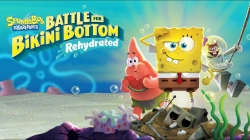 SPONGEBOB
SQUAREPANTS
BATTLE FOR
BIKINI BOTTOM
Rehydrated